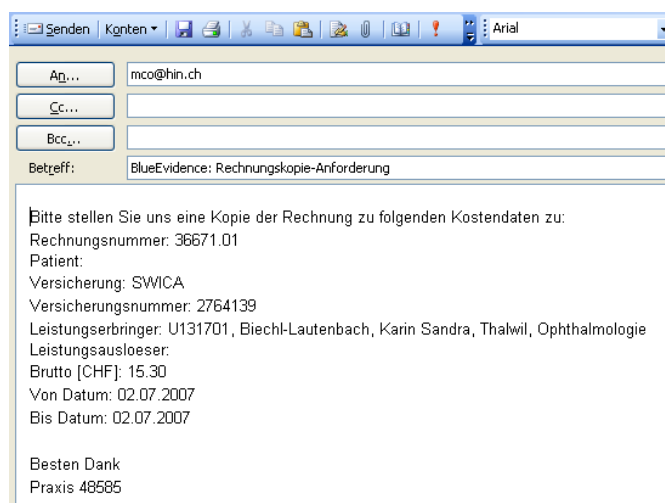 Senden Konten Arial
An... mco@hin.ch
Cc...
Bcc...
Betreff: BlueEvidence: Rechnungskopie-Anforderung
Bitte stellen Sie uns eine Kopie der Rechnung zu folgenden Kostendaten zu:
Rechnungsnummer: 36671.01
Patient:
Versicherung: SWICA
Versicherungsnummer: 2764139
Leistungserbringer: U131701, Biechl-Lautenbach, Karin Sandra, Thalwil, Ophthalmologie
Leistungsausloeser:
Brutto [CHF]: 15.30
Von Datum: 02.07.2007
Bis Datum: 02.07.2007
Besten Dank
Praxis 48585